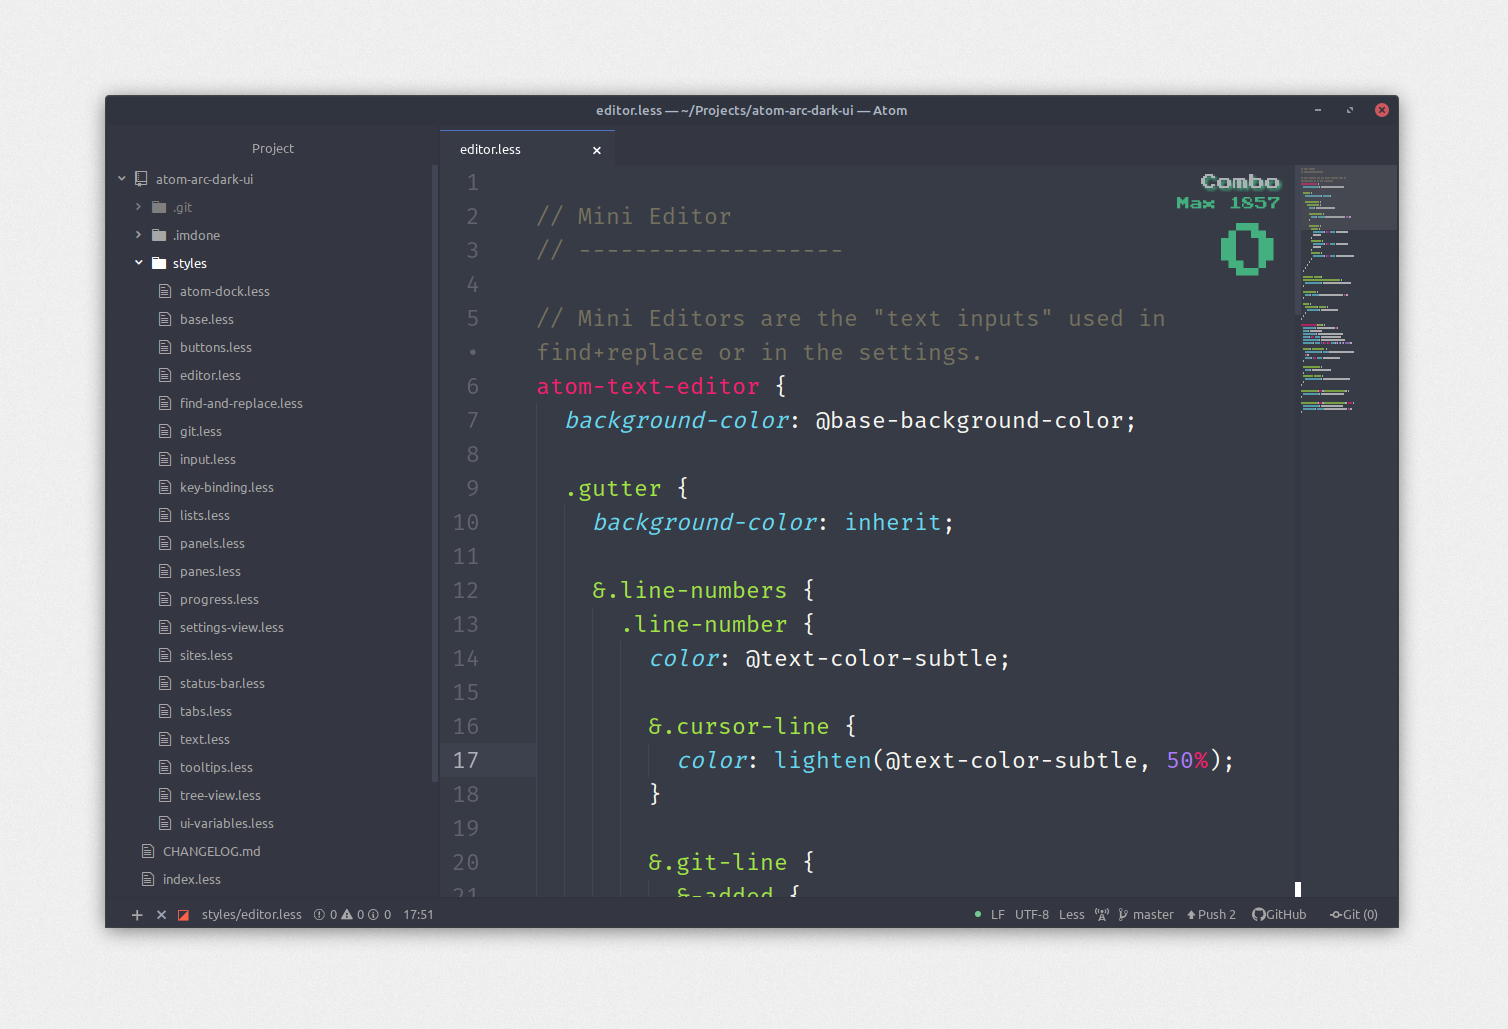 editor.less — ~/Projects/atom-arc-dark-ui — Atom
Project
atom-arc-dark-ui
.git
.imdone
styles
atom-dock.less
base.less
buttons.less
editor.less
find-and-replace.less
git.less
input.less
key-binding.less
lists.less
panels.less
panes.less
progress.less
settings-view.less
sites.less
status-bar.less
tabs.less
text.less
tooltips.less
tree-view.less
ui-variables.less
CHANGELOG.md
index.less
editor.less ×
Combo
Max 1857
0
1
2 // Mini Editor
3 // -------------------
4
5 // Mini Editors are the "text inputs" used in
• find+replace or in the settings.
6 atom-text-editor {
7 background-color: @base-background-color;
8
9 .gutter {
10 background-color: inherit;
11
12 &.line-numbers {
13 .line-number {
14 color: @text-color-subtle;
15
16 &.cursor-line {
17 color: lighten(@text-color-subtle, 50%);
18 }
19
20 &.git-line {
21 &-added {
styles/editor.less 0 0 0 17:51 LF UTF-8 Less master Push 2 GitHub Git (0)